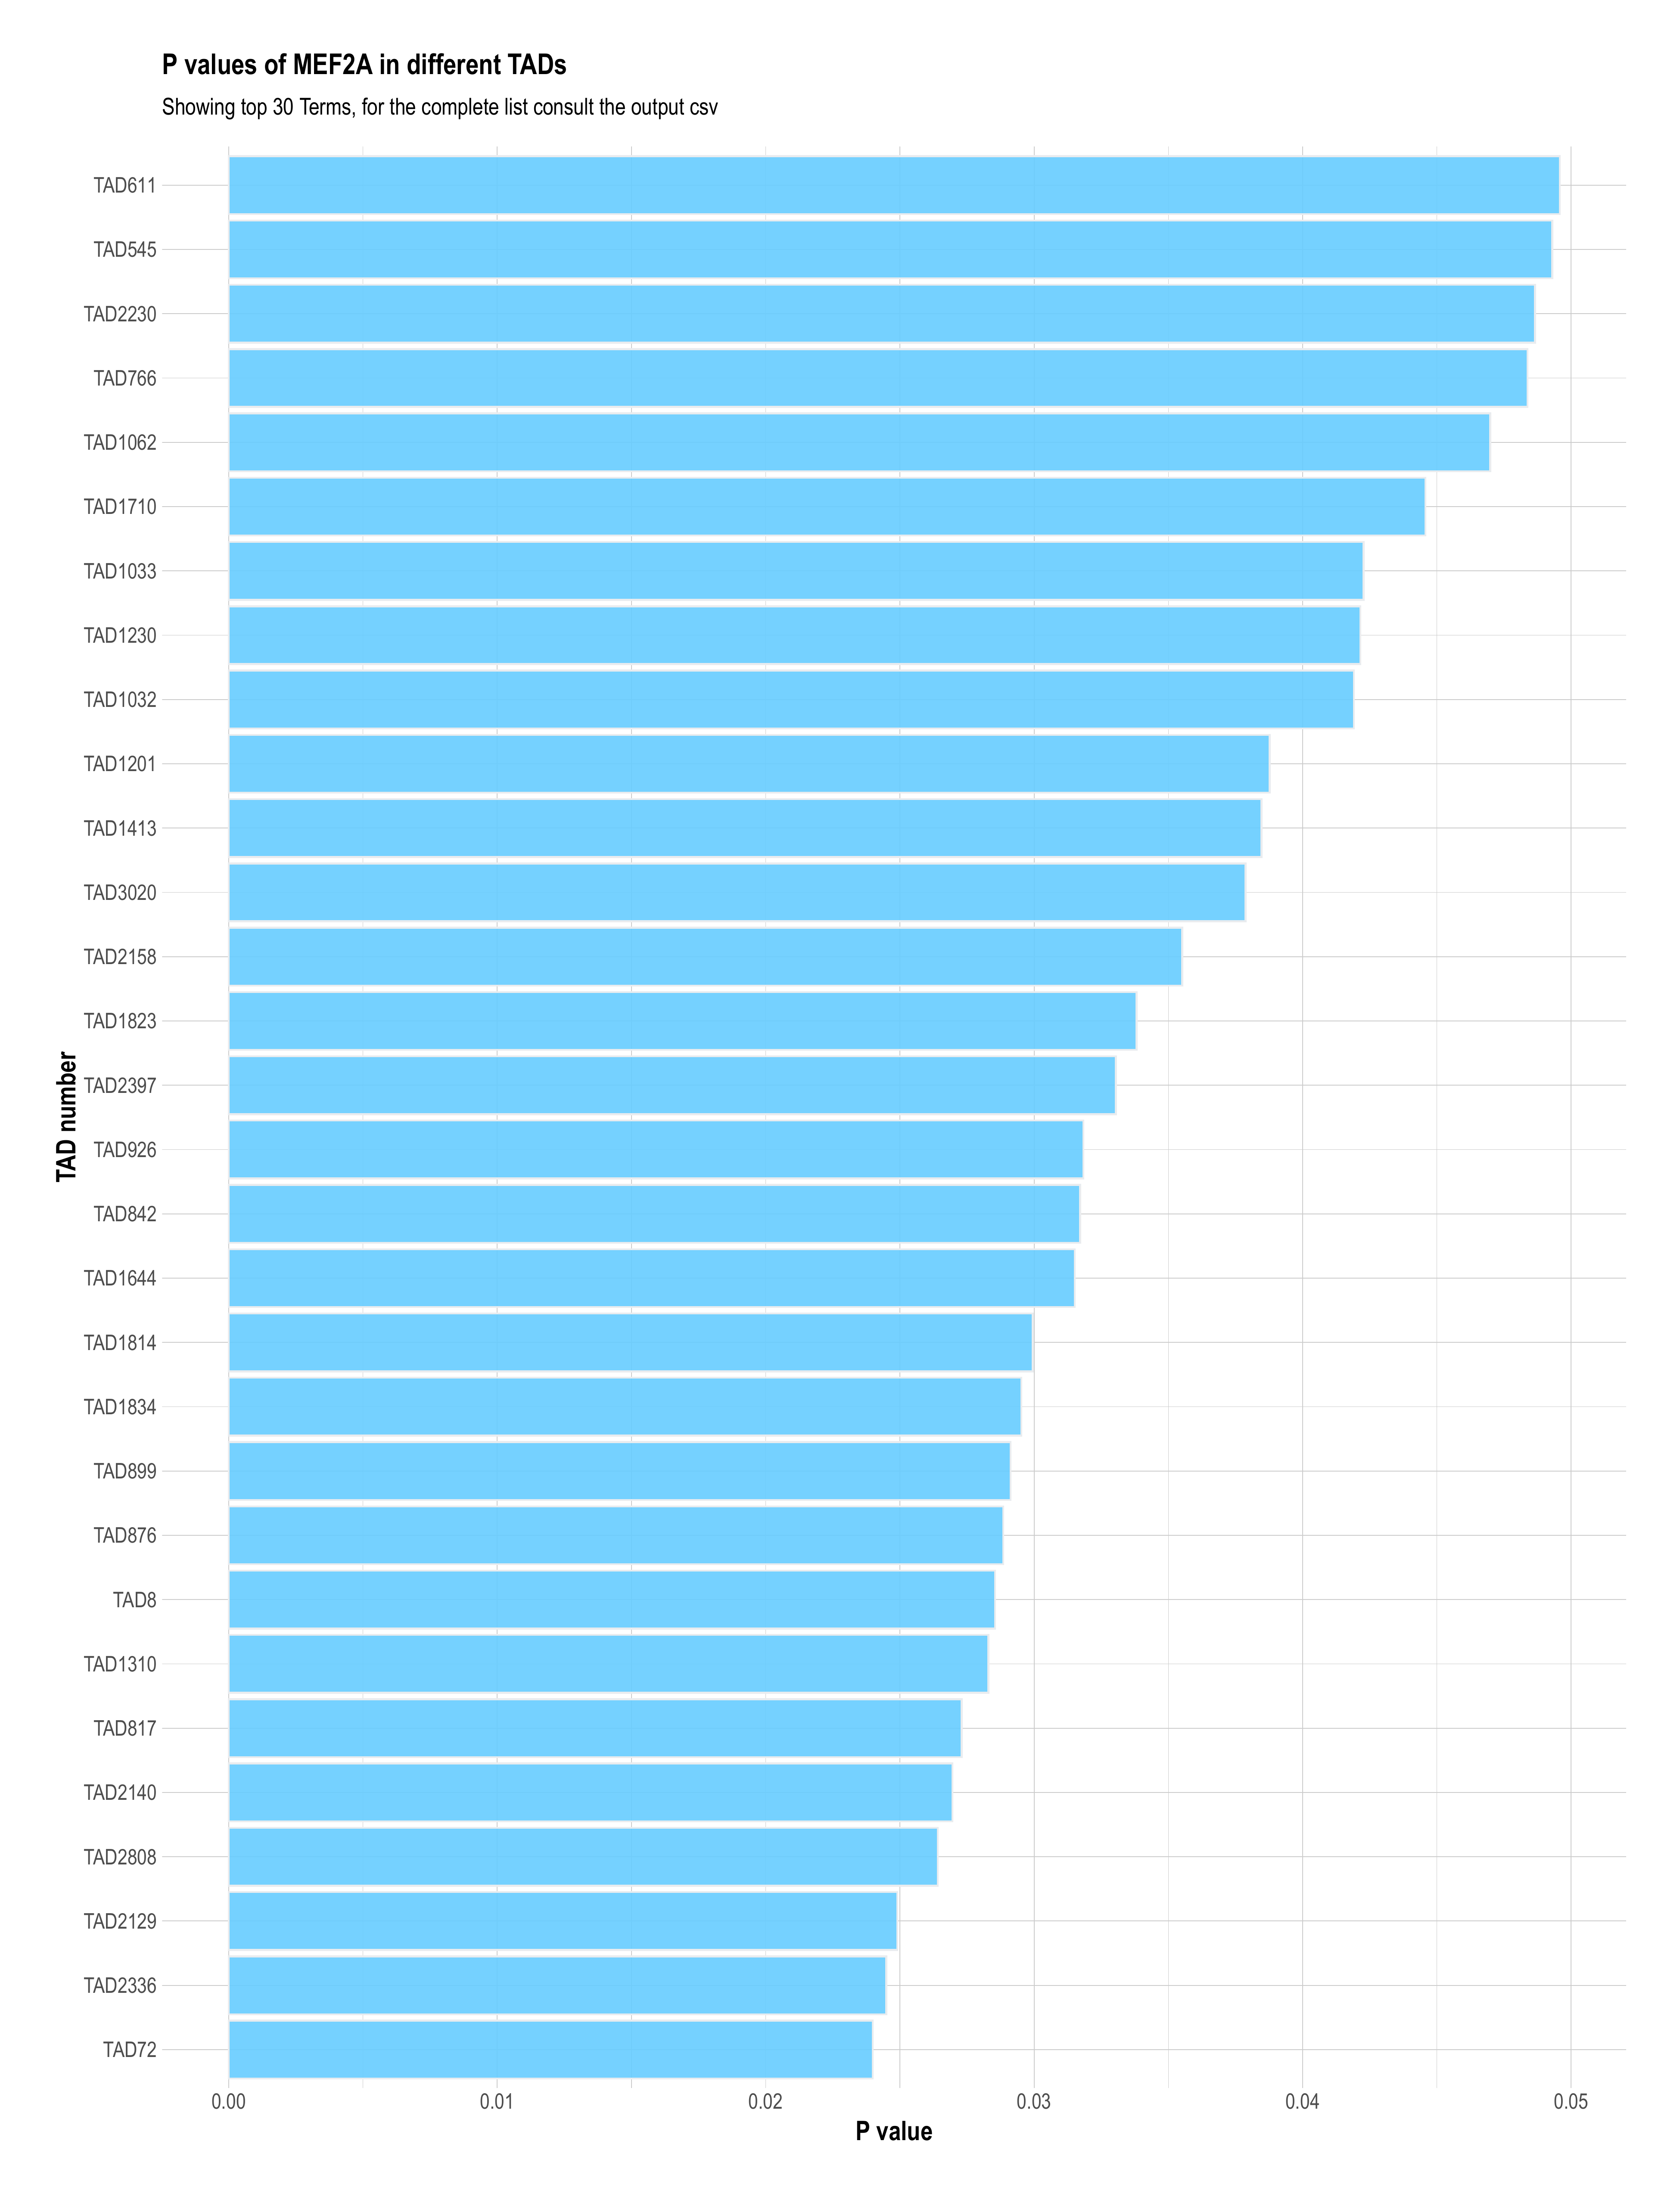 P values of MEF2A in different TADs
Showing top 30 Terms, for the complete list consult the output csv
TAD611
TAD545
TAD2230
TAD766
TAD1062
TAD1710
TAD1033
TAD1230
TAD1032
TAD1201
TAD1413
TAD3020
TAD2158
TAD1823
TAD2397
TAD926
TAD842
TAD1644
TAD1814
TAD1834
TAD899
TAD876
TAD8
TAD1310
TAD817
TAD2140
TAD2808
TAD2129
TAD2336
TAD72
TAD number
0.00 0.01 0.02 0.03 0.04 0.05
P value